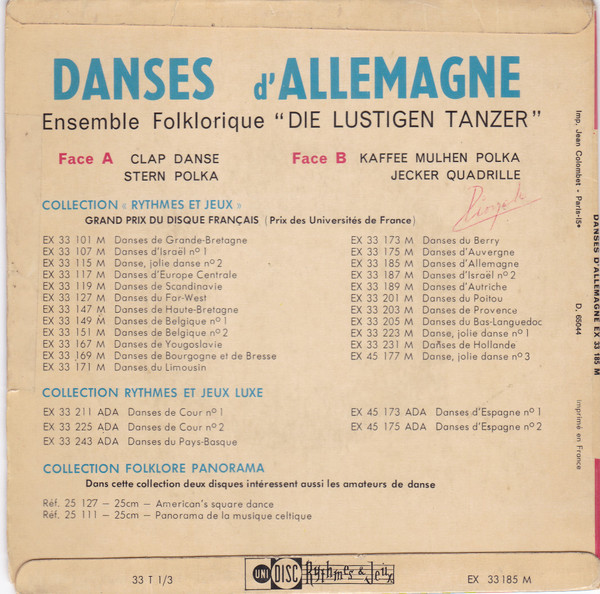 DANSES d'ALLEMAGNE
Ensemble Folklorique "DIE LUSTIGEN TANZER"
Face A CLAP DANSE
STERN POLKA
Face B KAFFEE MULHEN POLKA
JECKER QUADRILLE
COLLECTION « RYTHMES ET JEUX »
GRAND PRIX DU DISQUE FRANÇAIS (Prix des Universités de France)
EX 33 101 M Danses de Grande-Bretagne
EX 33 107 M Danses d'Israël nº 1
EX 33 115 M Danse, jolie danse nº 2
EX 33 117 M Danses d'Europe Centrale
EX 33 119 M Danses de Scandinavie
EX 33 127 M Danses du Far-West
EX 33 147 M Danses de Haute-Bretagne
EX 33 149 M Danses de Belgique nº 1
EX 33 151 M Danses de Belgique nº 2
EX 33 167 M Danses de Yougoslavie
EX 33 169 M Danses de Bourgogne et de Bresse
EX 33 171 M Danses du Limousin
EX 33 173 M Danses du Berry
EX 33 175 M Danses d'Auvergne
EX 33 185 M Danses d'Allemagne
EX 33 187 M Danses d'Israël nº 2
EX 33 189 M Danses d'Autriche
EX 33 201 M Danses du Poitou
EX 33 203 M Danses de Provence
EX 33 205 M Danses du Bas-Languedoc
EX 33 223 M Danse, jolie danse nº 1
EX 33 231 M Danses de Hollande
EX 45 177 M Danse, jolie danse nº 3
COLLECTION RYTHMES ET JEUX LUXE
EX 33 211 ADA Danses de Cour nº 1
EX 33 225 ADA Danses de Cour nº 2
EX 33 243 ADA Danses du Pays-Basque
EX 45 173 ADA Danses d'Espagne nº 1
EX 45 175 ADA Danses d'Espagne nº 2
COLLECTION FOLKLORE PANORAMA
Dans cette collection deux disques intéressent aussi les amateurs de danse
Réf. 25 127 – 25cm – American's square dance
Réf. 25 111 – 25cm – Panorama de la musique celtique
33 T 1/3
UNI DISC Rythmes & Jeux
EX 33 185 M
Imp. Jean Colombet - Paris-15e
D. 65044
Imprimé en France
DANSES D'ALLEMAGNE EX 33 185 M